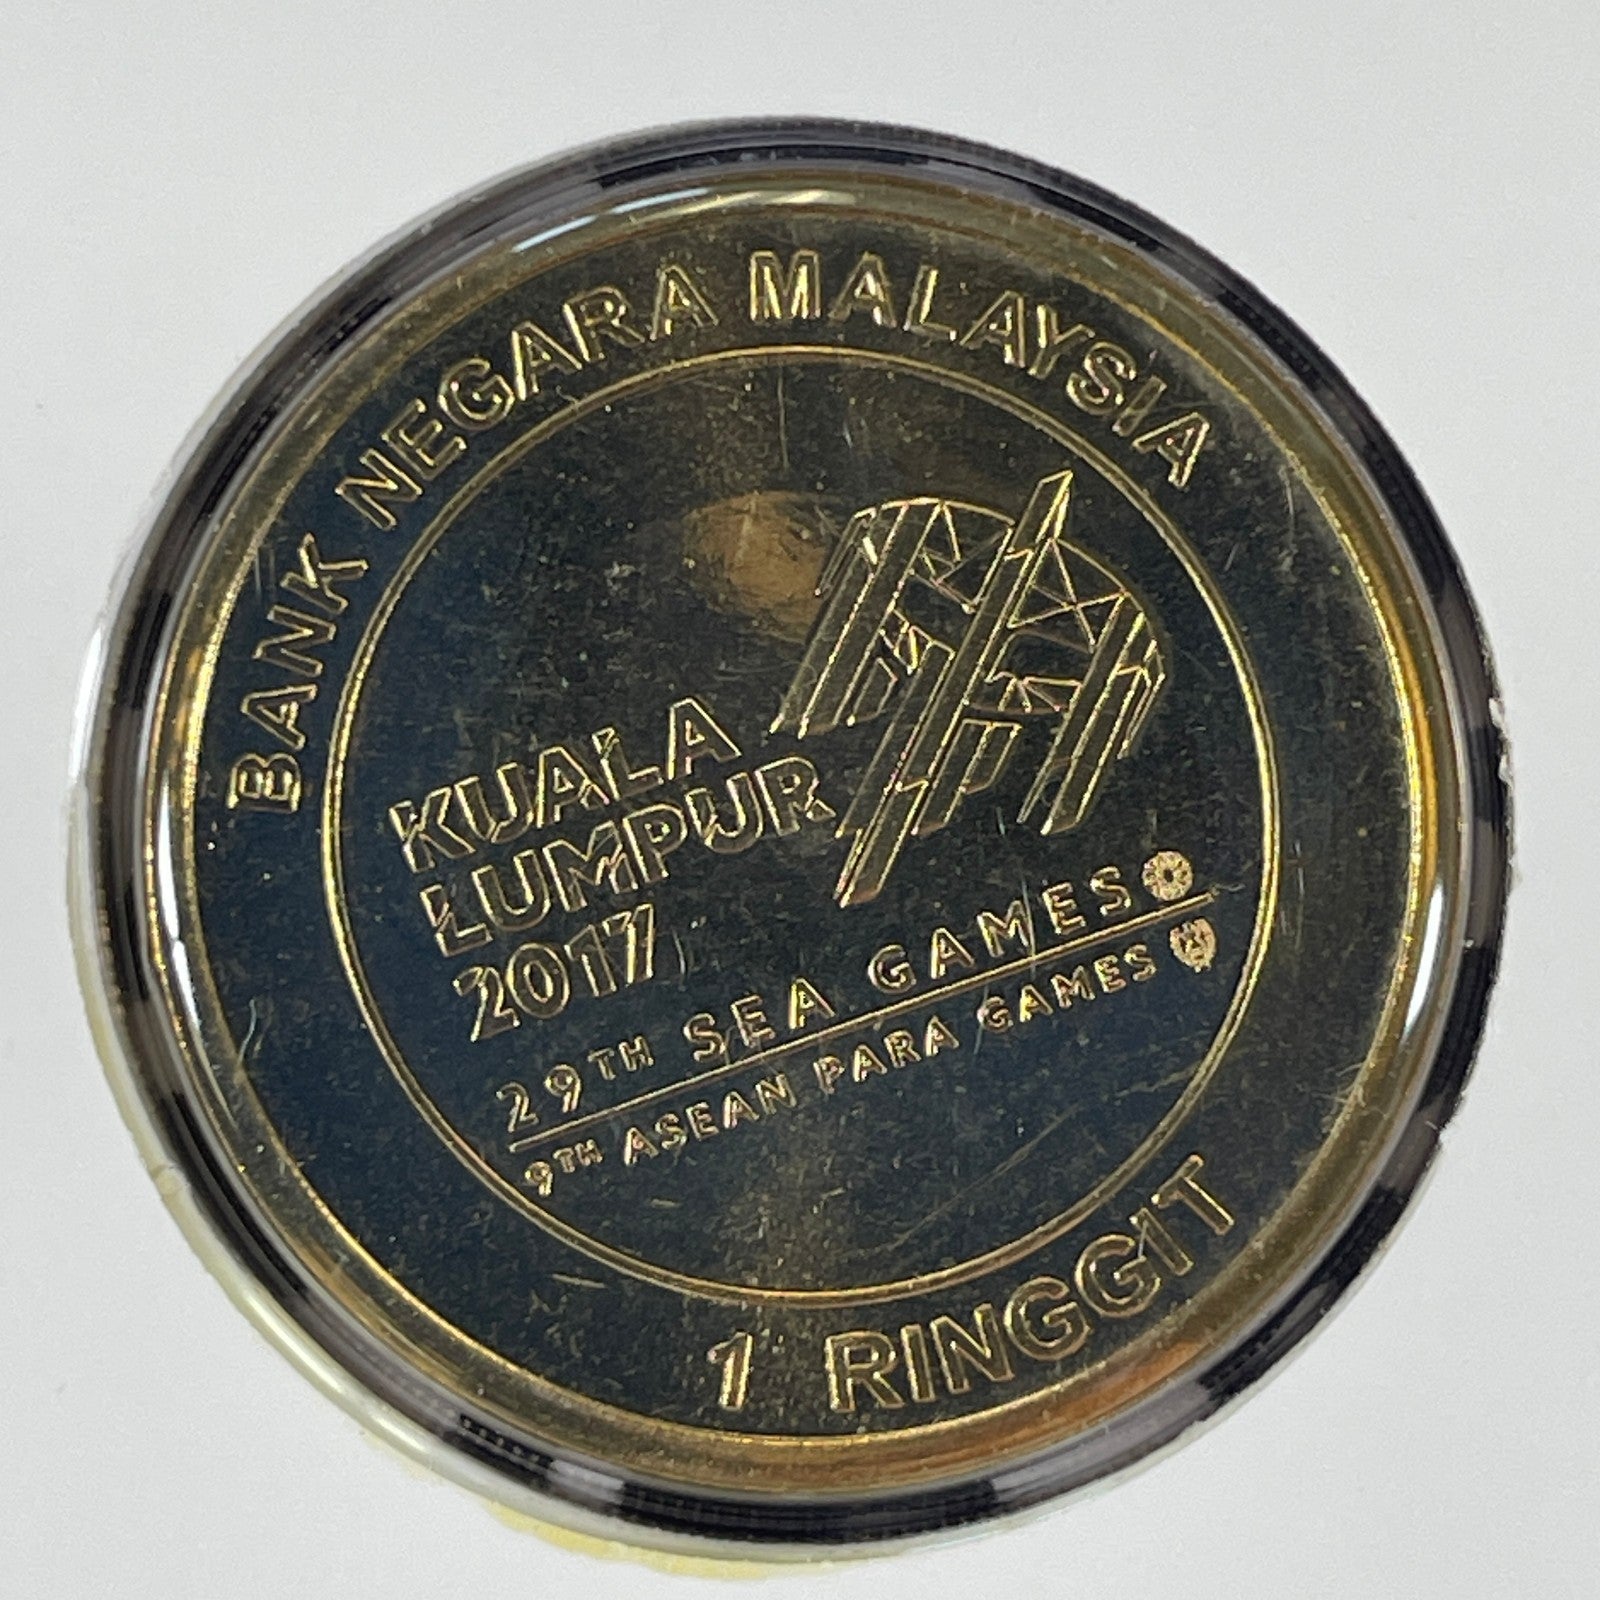 BANK NEGARA MALAYSIA
KUALA
LUMPUR
2017
29TH SEA GAMES
9TH ASEAN PARA GAMES
1 RINGGIT